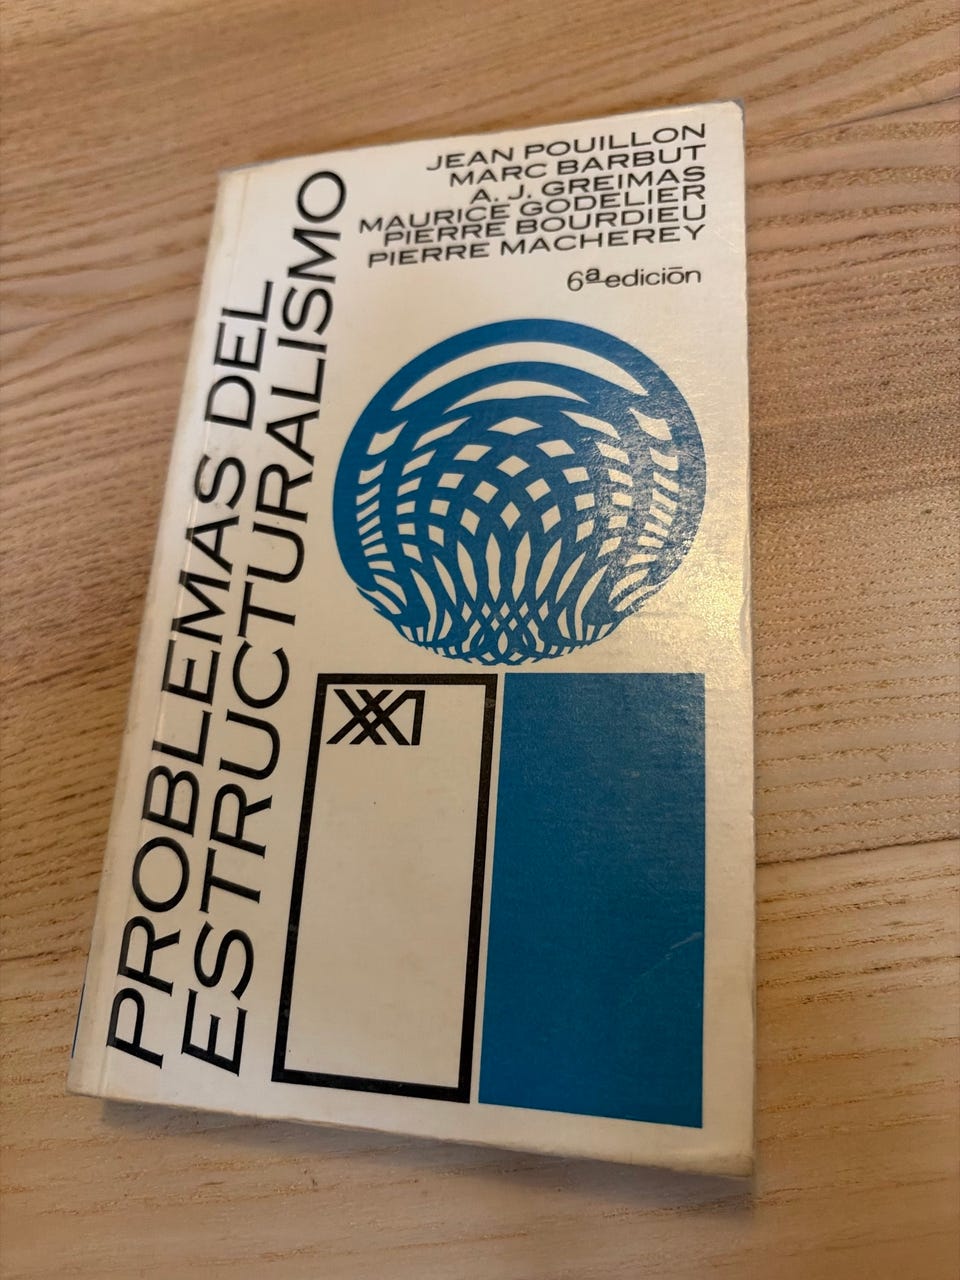 JEAN POUILLON
MARC BARBUT
A. J. GREIMAS
MAURICE GODELIER
PIERRE BOURDIEU
PIERRE MACHEREY
6ª edición
PROBLEMAS DEL
ESTRUCTURALISMO
XXI